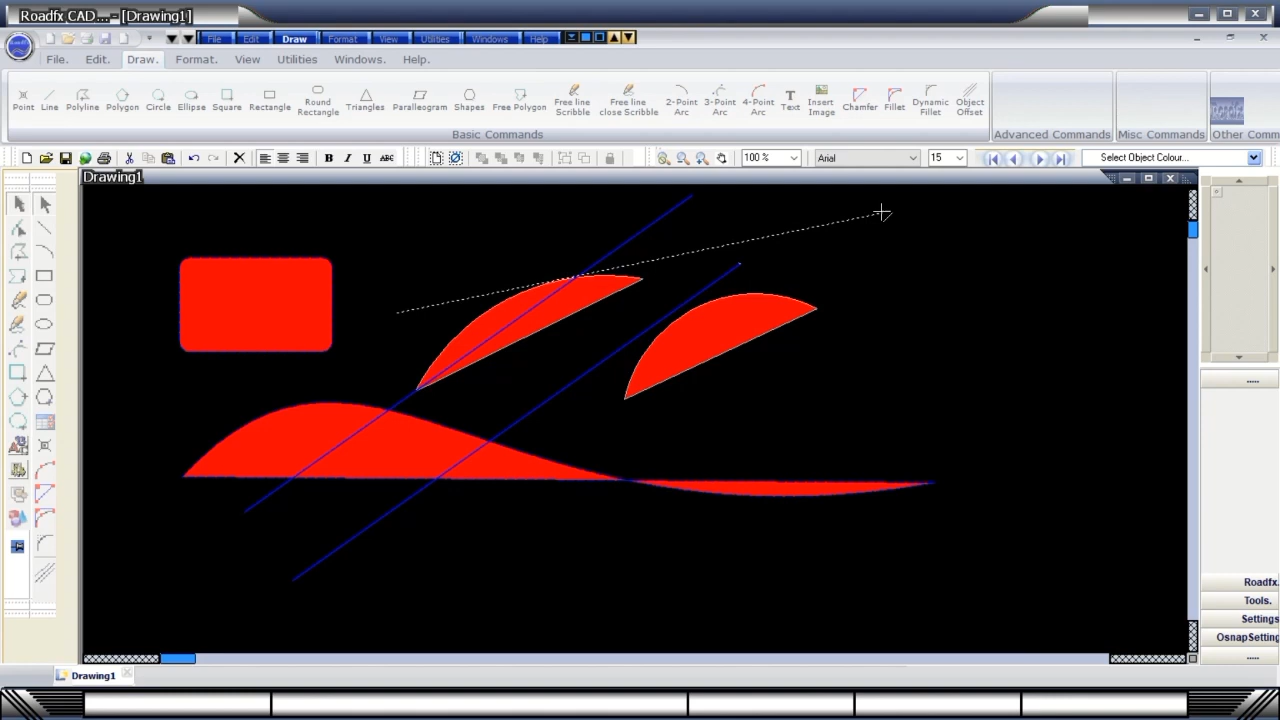 Roadfx CAD... - [Drawing1]
File Edit Draw Format View Utilities Windows Help
File. Edit. Draw. Format. View Utilities Windows. Help.
Point Line Polyline Polygon Circle Ellipse Square Rectangle Round Rectangle Triangles Parallelogram Shapes Free Polygon Free line Scribble Free line close Scribble 2-Point Arc 3-Point Arc 4-Point Arc Text Insert Image Chamfer Fillet Dynamic Fillet Object Offset
Basic Commands Advanced Commands Misc Commands Other Comm
B I U ABC 100 % Arial 15 Select Object Colour...
Drawing1
.....
Roadfx.
Tools.
Settings
OsnapSetting
.....
Drawing1